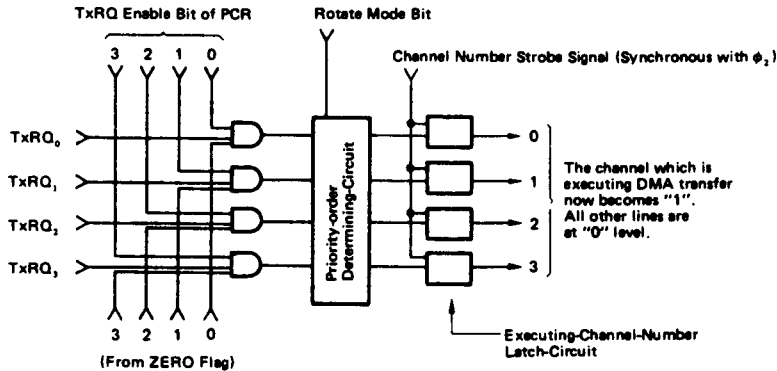 TxRQ Enable Bit of PCR
Rotate Mode Bit
3 2 1 0
Channel Number Strobe Signal (Synchronous with ϕ₂)
TxRQ₀
TxRQ₁
TxRQ₂
TxRQ₃
Priority-order
Determining-Circuit
0
1
2
3
The channel which is
executing DMA transfer
now becomes "1".
All other lines are
at "0" level.
3 2 1 0
(From ZERO Flag)
Executing-Channel-Number
Latch-Circuit